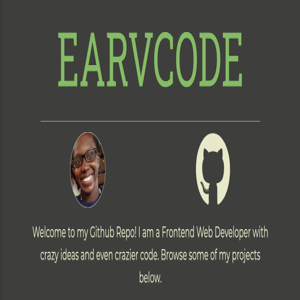 EARVCODE
Welcome to my Github Repo! I am a Frontend Web Developer with
crazy ideas and even crazier code. Browse some of my projects
below.